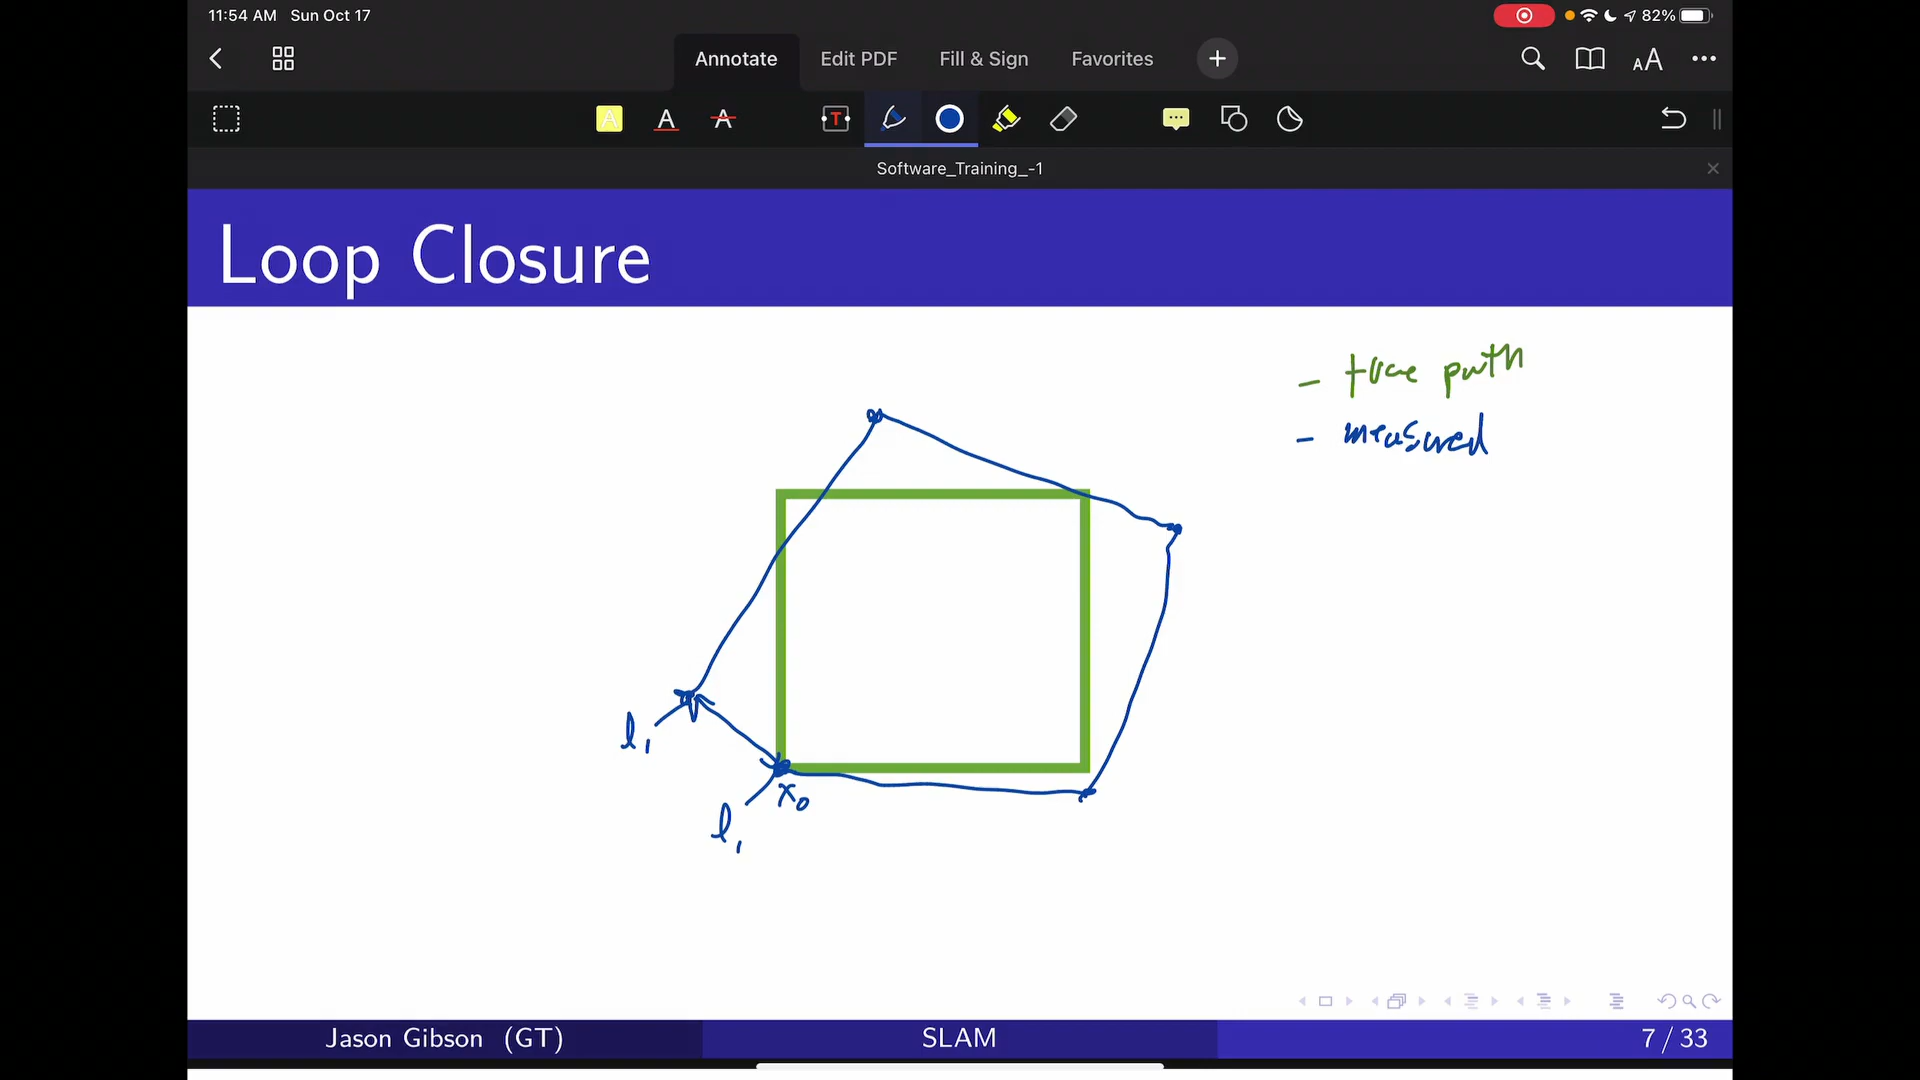 11:54 AM Sun Oct 17
82%
Annotate Edit PDF Fill & Sign Favorites
A A A T AA
Software_Training_-1
Loop Closure
- true path
- measured
l1
x0
l1
Jason Gibson (GT) SLAM 7 / 33